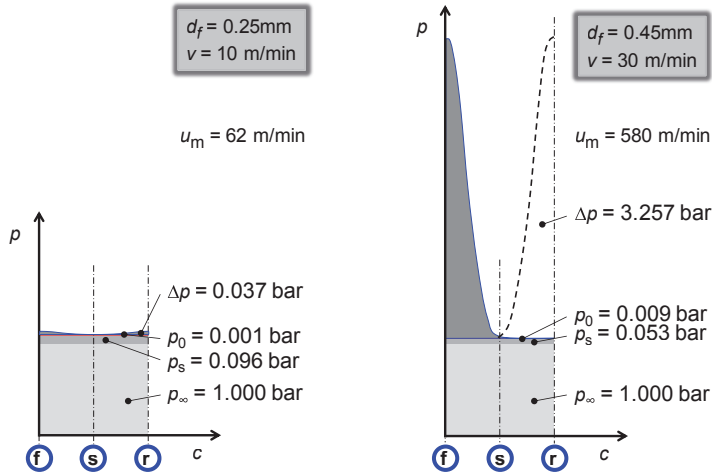 d_f = 0.25mm
v = 10 m/min
u_m = 62 m/min
p
Δp = 0.037 bar
p_0 = 0.001 bar
p_s = 0.096 bar
p_∞ = 1.000 bar
f s r
c
p
d_f = 0.45mm
v = 30 m/min
u_m = 580 m/min
Δp = 3.257 bar
p_0 = 0.009 bar
p_s = 0.053 bar
p_∞ = 1.000 bar
f s r
c